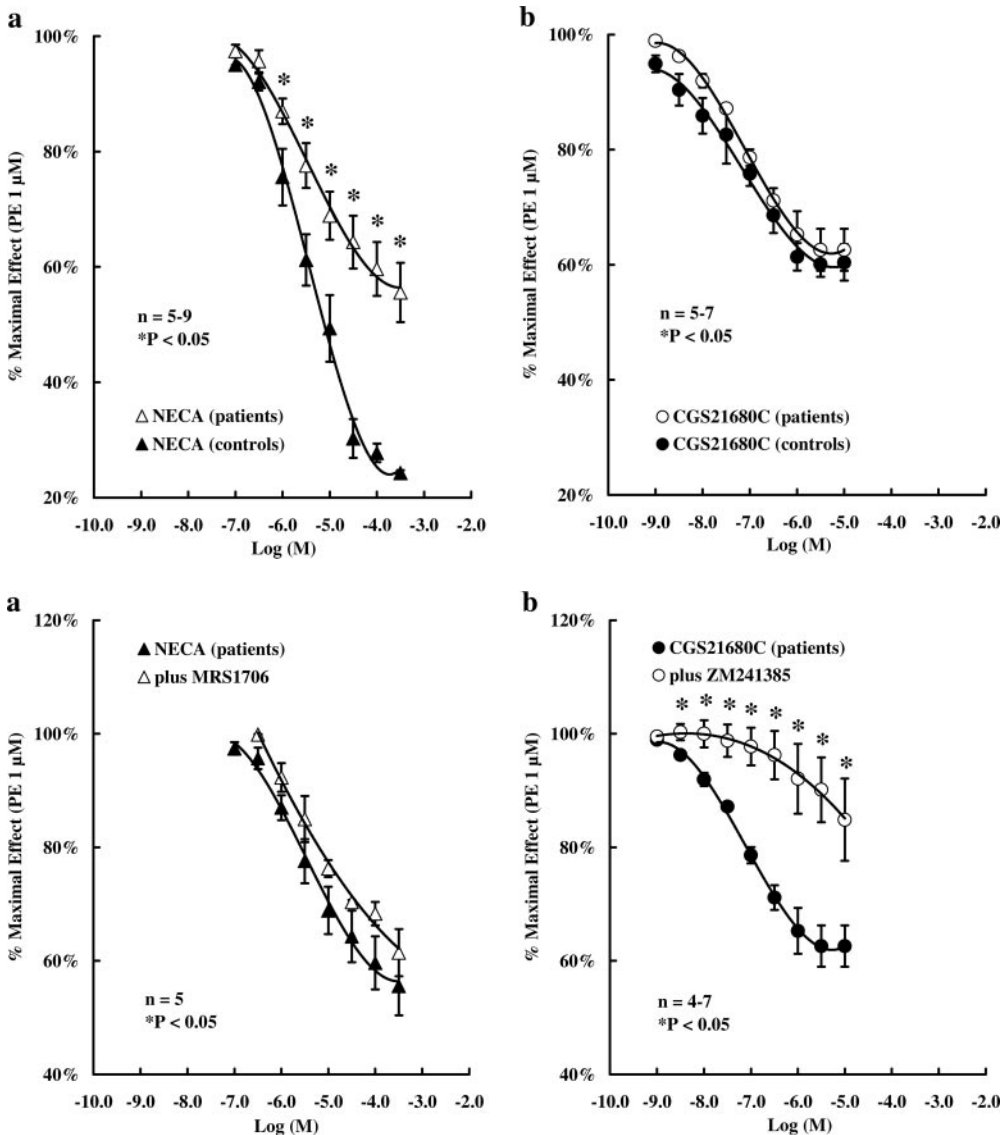 a
100%
80%
60%
40%
20%
% Maximal Effect (PE 1 μM)
* * * * * *
n = 5-9
*P < 0.05
△ NECA (patients)
▲ NECA (controls)
-10.0 -9.0 -8.0 -7.0 -6.0 -5.0 -4.0 -3.0 -2.0
Log (M)
b
100%
80%
60%
40%
20%
% Maximal Effect (PE 1 μM)
n = 5-7
*P < 0.05
○ CGS21680C (patients)
● CGS21680C (controls)
-10.0 -9.0 -8.0 -7.0 -6.0 -5.0 -4.0 -3.0 -2.0
Log (M)
a
120%
100%
80%
60%
40%
% Maximal Effect (PE 1 μM)
▲ NECA (patients)
△ plus MRS1706
n = 5
*P < 0.05
-10.0 -9.0 -8.0 -7.0 -6.0 -5.0 -4.0 -3.0 -2.0
Log (M)
b
120%
100%
80%
60%
40%
% Maximal Effect (PE 1 μM)
● CGS21680C (patients)
○ plus ZM241385
* * * * * * * *
n = 4-7
*P < 0.05
-10.0 -9.0 -8.0 -7.0 -6.0 -5.0 -4.0 -3.0 -2.0
Log (M)